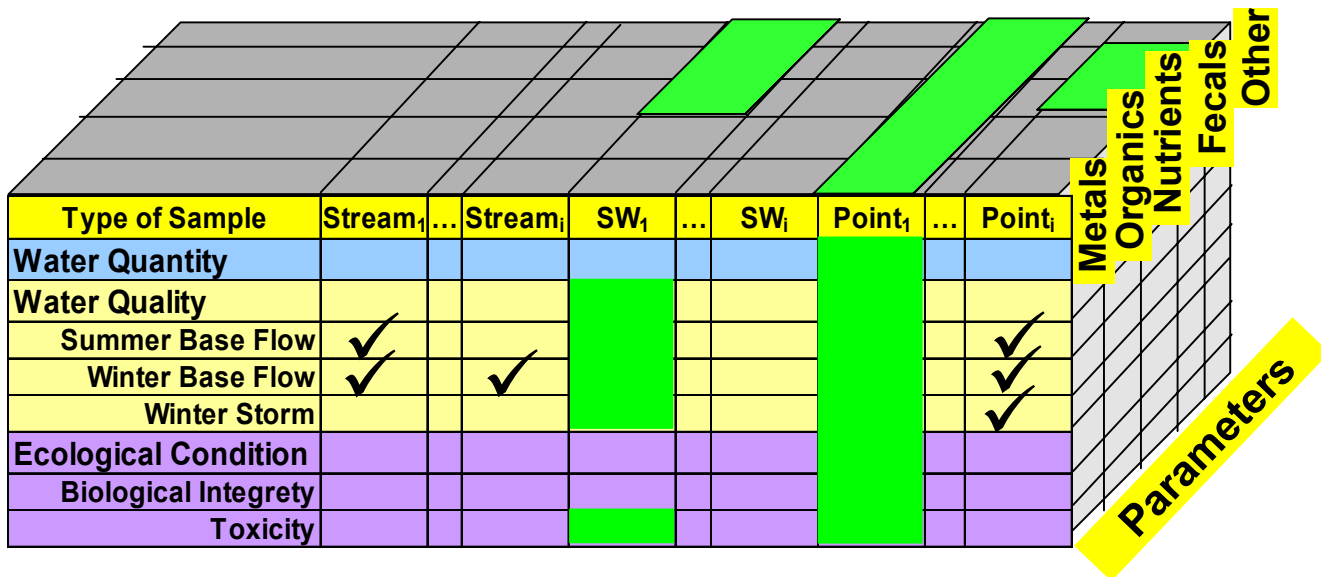 Type of Sample Stream₁ … Streamᵢ SW₁ … SWᵢ Point₁ … Pointᵢ
Water Quantity
Water Quality
Summer Base Flow
Winter Base Flow
Winter Storm
Ecological Condition
Biological Integrety
Toxicity
Metals
Organics
Nutrients
Fecals
Other
Parameters